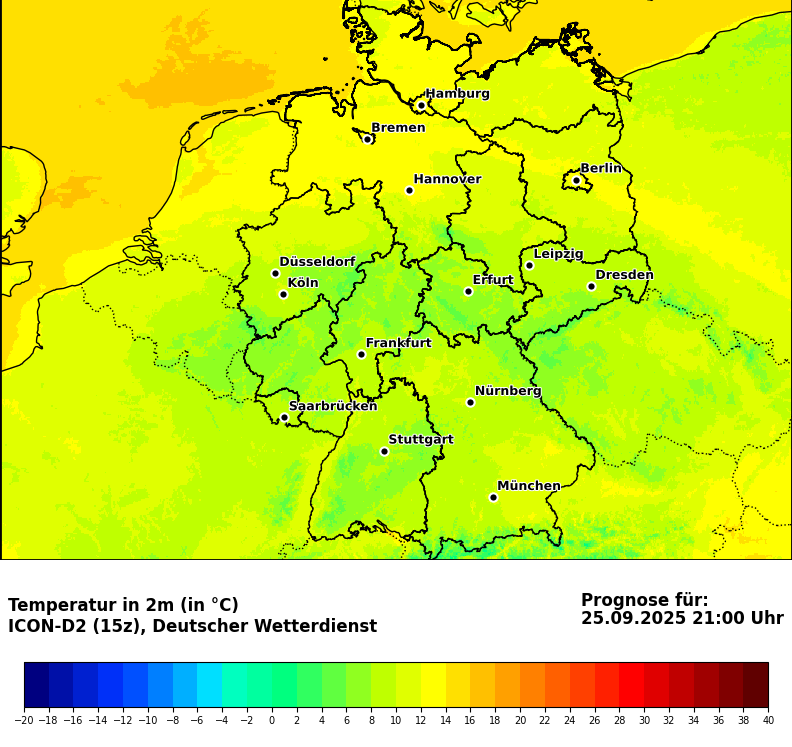 Hamburg
Bremen
Berlin
Hannover
Leipzig
Düsseldorf
Dresden
Köln
Erfurt
Frankfurt
Nürnberg
Saarbrücken
Stuttgart
München
Temperatur in 2m (in °C)
ICON-D2 (15z), Deutscher Wetterdienst
Prognose für:
25.09.2025 21:00 Uhr
−20 −18 −16 −14 −12 −10 −8 −6 −4 −2 0 2 4 6 8 10 12 14 16 18 20 22 24 26 28 30 32 34 36 38 40